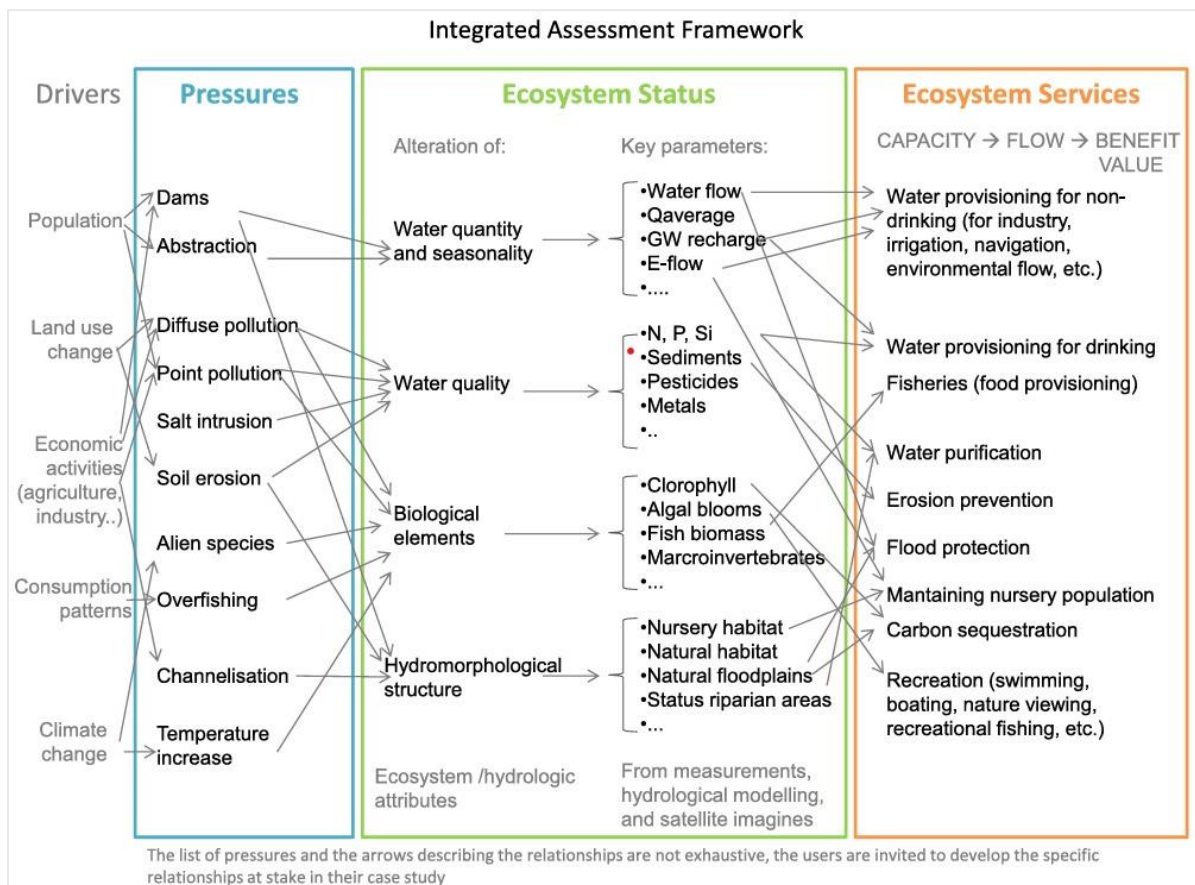 Integrated Assessment Framework
Drivers
Population
Land use
change
Economic
activities
(agriculture,
industry..)
Consumption
patterns
Climate
change
Pressures
Dams
Abstraction
Diffuse pollution
Point pollution
Salt intrusion
Soil erosion
Alien species
Overfishing
Channelisation
Temperature
increase
Ecosystem Status
Alteration of:
Water quantity
and seasonality
Water quality
Biological
elements
Hydromorphological
structure
Ecosystem /hydrologic
attributes
Key parameters:
•Water flow
•Qaverage
•GW recharge
•E-flow
•....
•N, P, Si
•Sediments
•Pesticides
•Metals
•..
•Clorophyll
•Algal blooms
•Fish biomass
•Marcroinvertebrates
•...
•Nursery habitat
•Natural habitat
•Natural floodplains
•Status riparian areas
•...
From measurements,
hydrological modelling,
and satellite imagines
Ecosystem Services
CAPACITY → FLOW → BENEFIT
VALUE
Water provisioning for non-
drinking (for industry,
irrigation, navigation,
environmental flow, etc.)
Water provisioning for drinking
Fisheries (food provisioning)
Water purification
Erosion prevention
Flood protection
Mantaining nursery population
Carbon sequestration
Recreation (swimming,
boating, nature viewing,
recreational fishing, etc.)
The list of pressures and the arrows describing the relationships are not exhaustive, the users are invited to develop the specific
relationships at stake in their case study